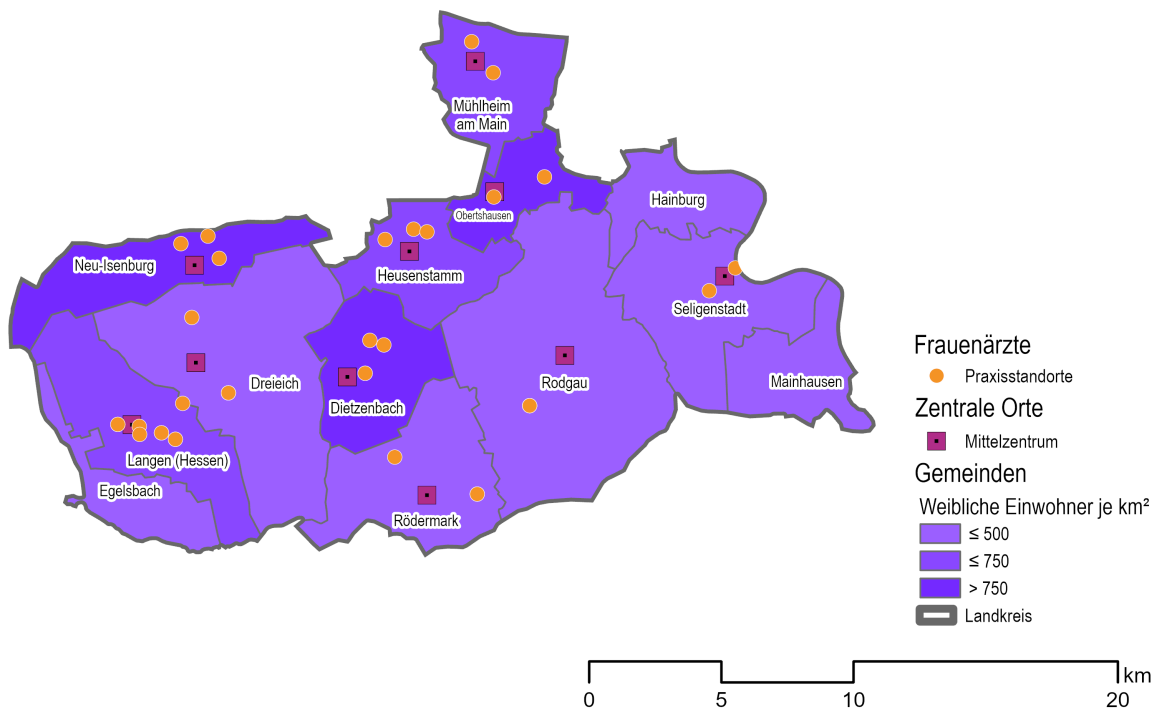 Mühlheim
am Main
Hainburg
Obertshausen
Neu-Isenburg
Heusenstamm
Seligenstadt
Dreieich
Rodgau
Mainhausen
Dietzenbach
Langen (Hessen)
Egelsbach
Rödermark
Frauenärzte
Praxisstandorte
Zentrale Orte
Mittelzentrum
Gemeinden
Weibliche Einwohner je km²
≤ 500
≤ 750
> 750
Landkreis
km
0 5 10 20